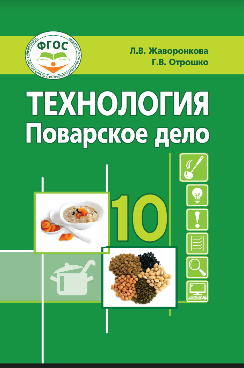 ФГОС
Л.В. Жаворонкова
Г.В. Отрошко
ТЕХНОЛОГИЯ
Поварское дело
10